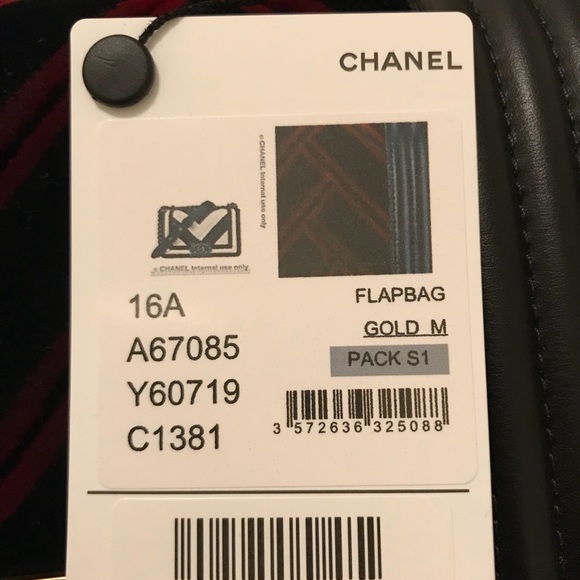 CHANEL
©CHANEL Internal use only
©CHANEL Internal use only
16A
A67085
Y60719
C1381
FLAPBAG
GOLD M
PACK S1
3 572636 325088